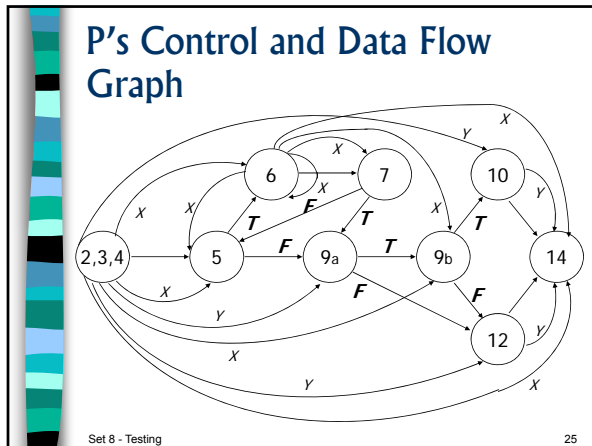 P's Control and Data Flow
Graph
X
Y
X
6
X
7
10
X
X
X
F
X
Y
T
T
T
2,3,4
5
F
9a
T
9b
14
X
F
F
Y
12
Y
X
Y
X
Set 8 - Testing
25